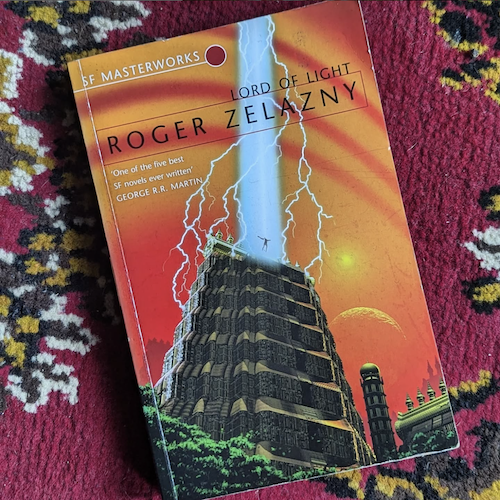 SF MASTERWORKS
LORD OF LIGHT
ROGER ZELAZNY
'One of the five best
SF novels ever written'
GEORGE R.R. MARTIN